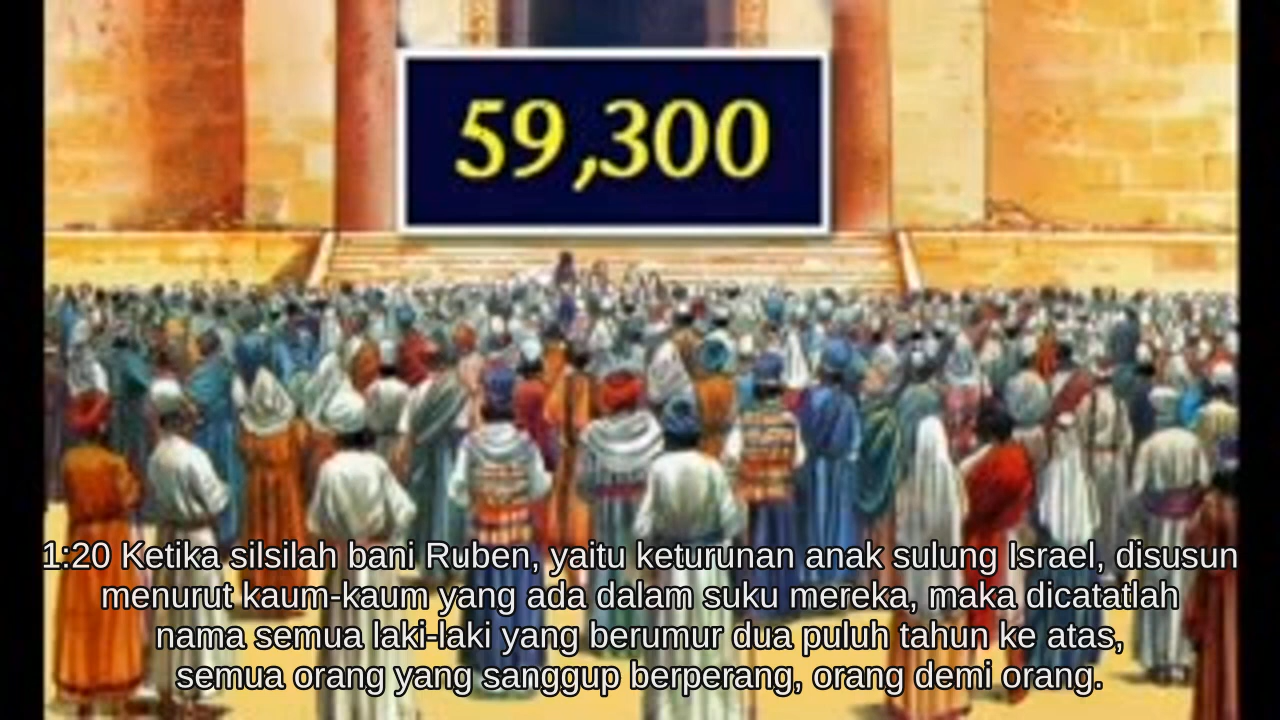 59,300
1:20 Ketika silsilah bani Ruben, yaitu keturunan anak sulung Israel, disusun
menurut kaum-kaum yang ada dalam suku mereka, maka dicatatlah
nama semua laki-laki yang berumur dua puluh tahun ke atas,
semua orang yang sanggup berperang, orang demi orang.